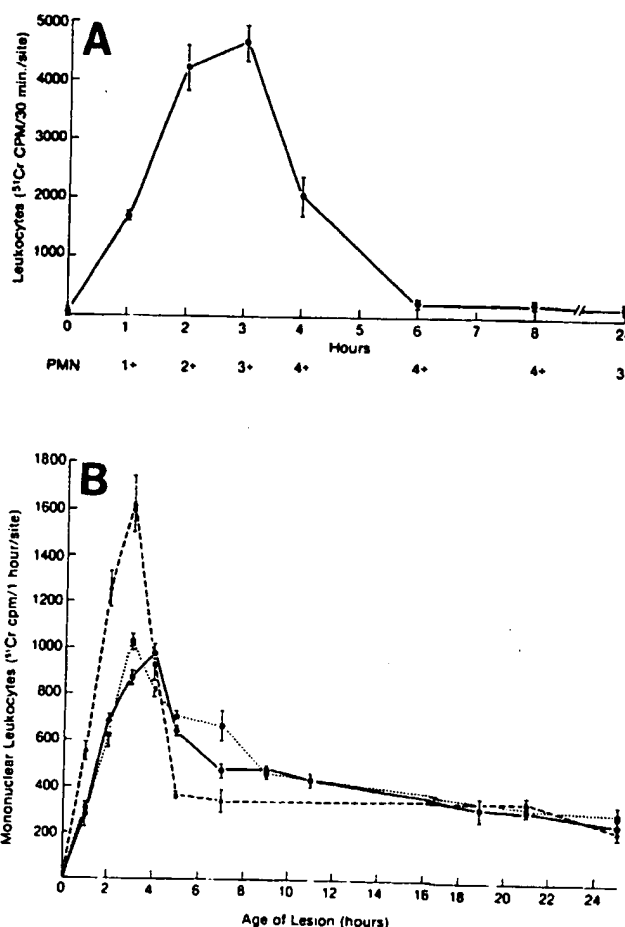 A
Leukocytes (⁵¹Cr CPM/30 min./site)
5000
4000
3000
2000
1000
0 1 2 3 4 6 7 8
Hours
PMN 1+ 2+ 3+ 4+ 4+ 4+ 3
B
Mononuclear Leukocytes (⁵¹Cr cpm/1 hour/site)
1800
1600
1400
1200
1000
800
600
400
200
0 2 4 6 8 10 12 14 16 18 20 22 24
Age of Lesion (hours)